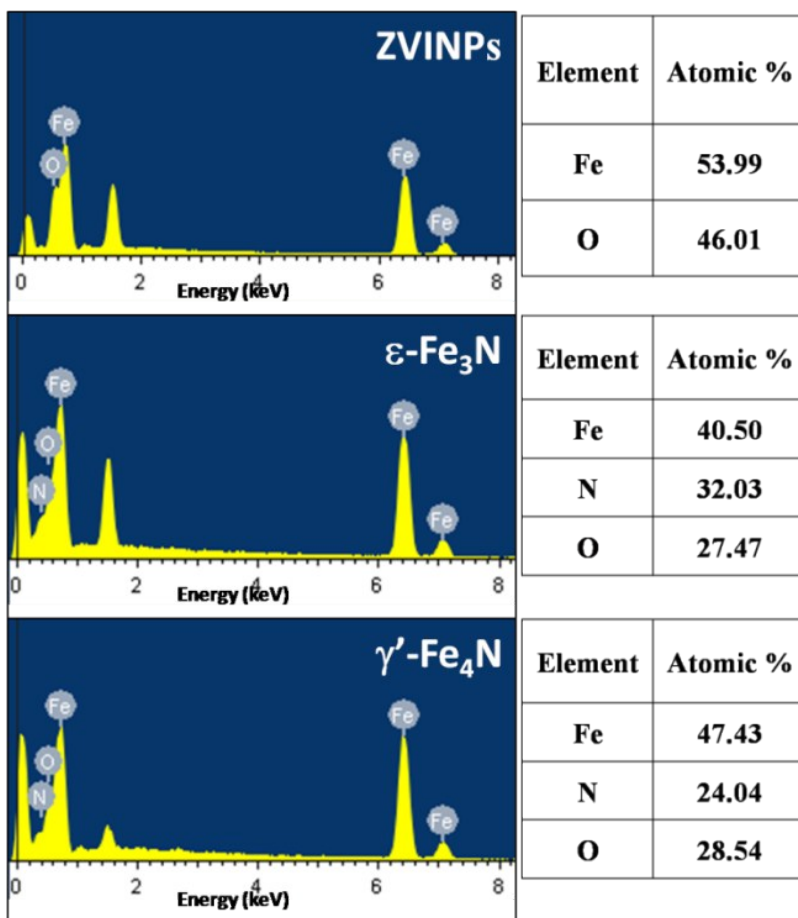 ZVINPs
Fe
O
Fe
Fe
0 2 4 6 8
Energy (keV)
Element Atomic %
Fe 53.99
O 46.01
ε-Fe₃N
Fe
O
N
Fe
Fe
0 2 4 6 8
Energy (keV)
Element Atomic %
Fe 40.50
N 32.03
O 27.47
γ’-Fe₄N
Fe
O
N
Fe
Fe
0 2 4 6 8
Energy (keV)
Element Atomic %
Fe 47.43
N 24.04
O 28.54